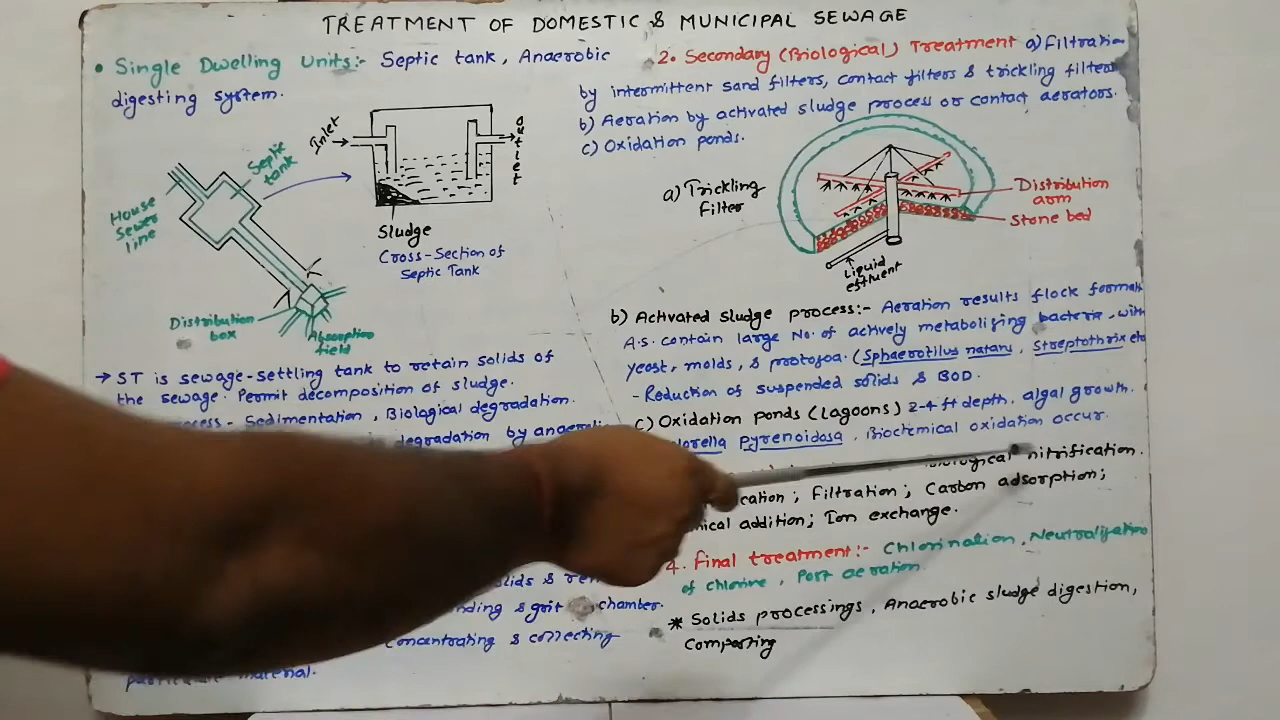 TREATMENT OF DOMESTIC & MUNICIPAL SEWAGE
• Single Dwelling Units:- Septic tank, Anaerobic
digesting system.
Inlet
outlet
Septic
tank
House
Sewer
line
Sludge
Cross-Section of
Septic Tank
Distribution
box
Absorption
field
→ ST is sewage-settling tank to retain solids of
the sewage. Permit decomposition of sludge.
- Sedimentation, Biological degradation.
degradation by
solids &
& grit chamber.
concentrating & collecting
material.
2. Secondary (Biological) Treatment a) Filtration
by intermittent sand filters, contact filters & trickling filters
b) Aeration by activated sludge process or contact aerators.
c) Oxidation ponds.
a) Trickling
Filter
Distribution
arm
Stone bed
Liquid
effluent
b) Activated sludge process:- Aeration results flock format
A.S. contain large No. of actively metabolizing bacteria, with
yeast, molds, & protozoa. (Sphaerotilus natans, Streptothrix etc
- Reduction of suspended solids & BOD.
c) Oxidation ponds (Lagoons) 2-4 ft depth, algal growth.
pyrenoidosa, Biochemical oxidation occur.
nitrification.
; Filtration; Carbon adsorption;
addition; Ion exchange.
4. Final treatment:- Chlorination, Neutralization
of chlorine, Post aeration.
* Solids processings, Anaerobic sludge digestion,
Composting